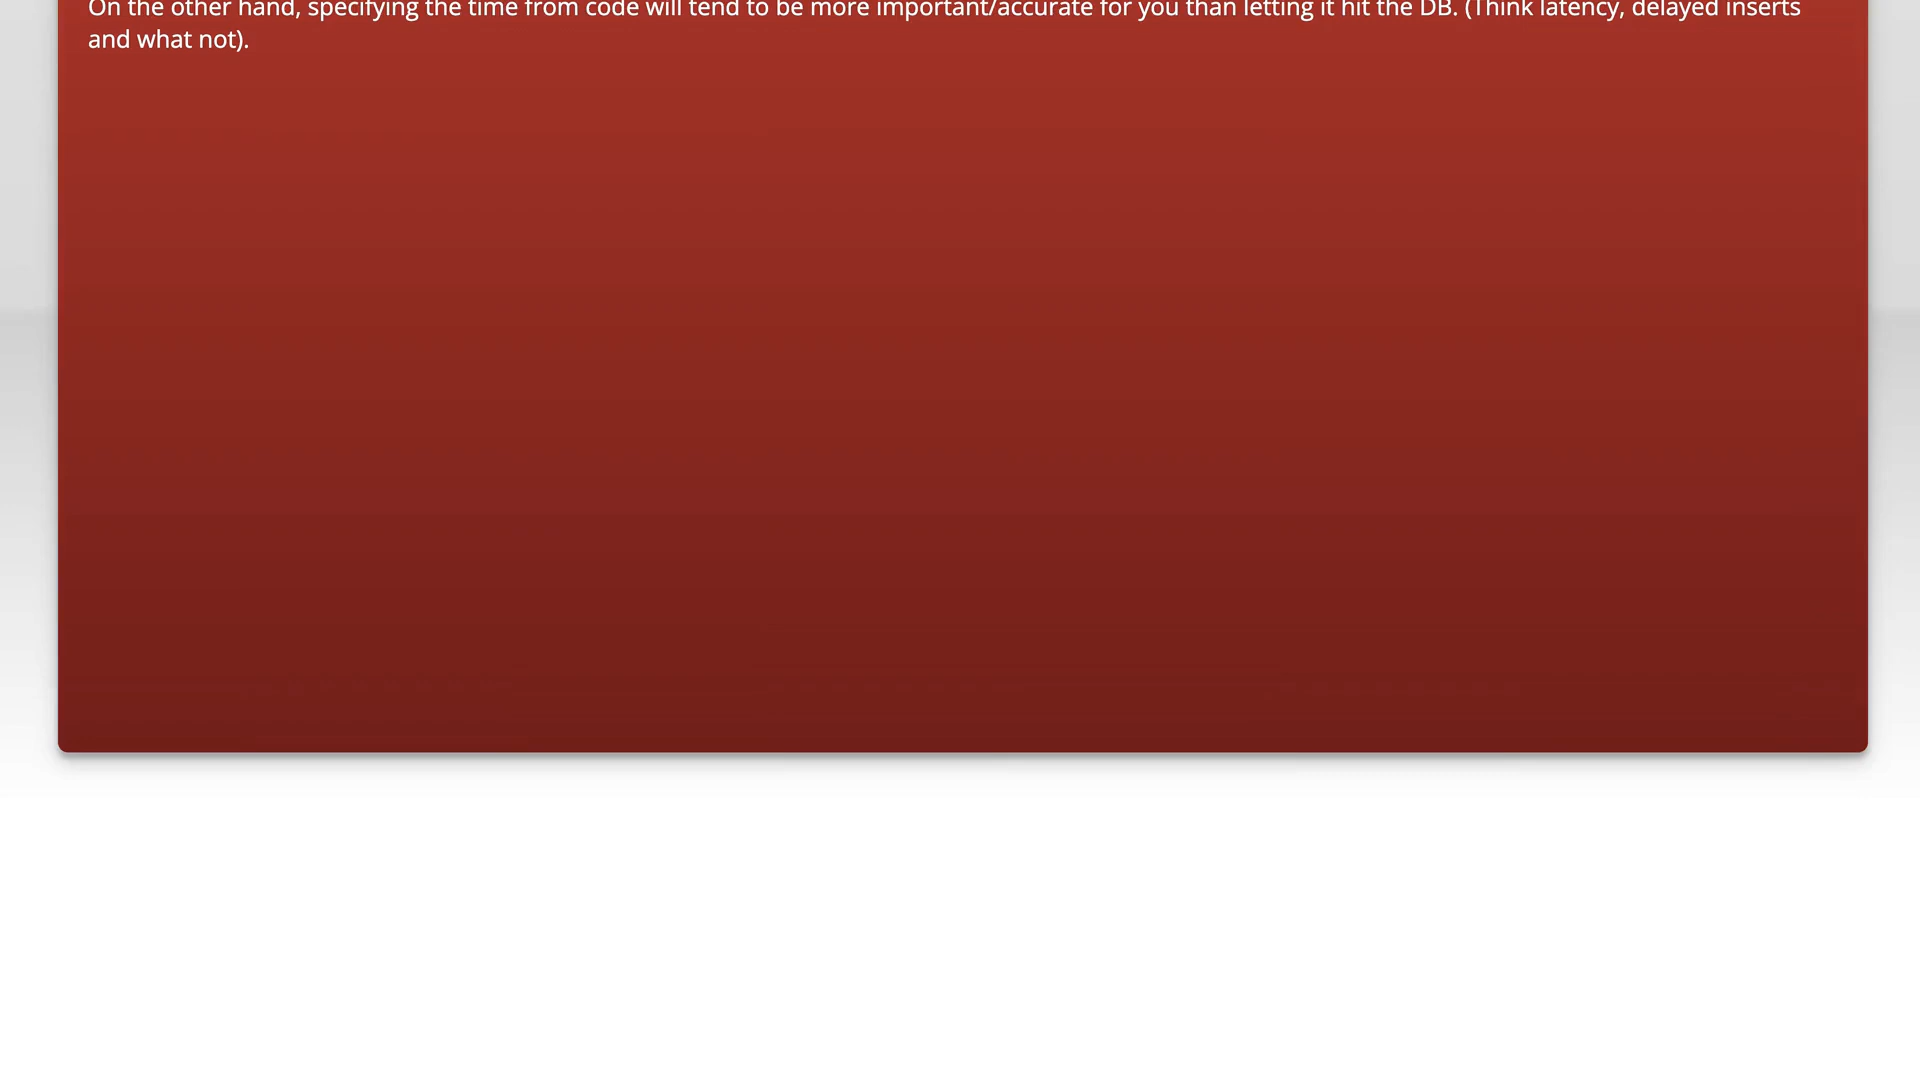 On the other hand, specifying the time from code will tend to be more important/accurate for you than letting it hit the DB. (Think latency, delayed inserts
and what not).